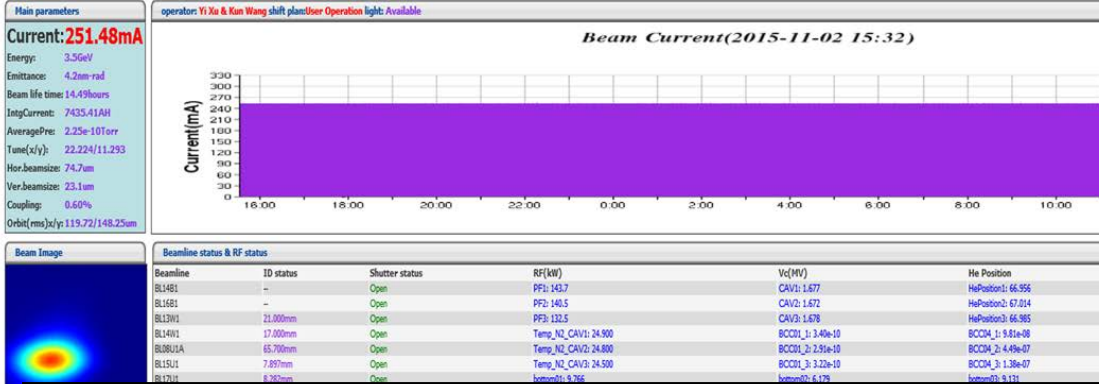 Main parameters
operator: Yi Xu & Kun Wang shift plan:User Operation light: Available
Current:251.48mA
Energy: 3.5GeV
Emittance: 4.2nm-rad
Beam life time: 14.49hours
IntgCurrent: 7435.41AH
AveragePre: 2.25e-10Torr
Tune(x/y): 22.224/11.293
Hor.beamsize: 74.7um
Ver.beamsize: 23.1um
Coupling: 0.60%
Orbit(rms)x/y: 119.72/148.25um
Beam Current(2015-11-02 15:32)
Current(mA)
330
300
270
240
210
180
150
120
90
60
30
0
16:00 18:00 20:00 22:00 0:00 2:00 4:00 6:00 8:00 10:00
Beam Image
Beamline status & RF status
Beamline ID status Shutter status RF(kW) Vc(MV) He Position
BL14B1 -- Open PF1: 143.7 CAV1: 1.677 HePosition1: 66.956
BL16B1 -- Open PF2: 140.5 CAV2: 1.672 HePosition2: 67.014
BL13W1 21.000mm Open PF3: 132.5 CAV3: 1.678 HePosition3: 66.985
BL14W1 17.000mm Open Temp_N2_CAV1: 24.900 BCC01_1: 3.40e-10 BCC04_1: 9.81e-08
BL08U1A 65.700mm Open Temp_N2_CAV2: 24.800 BCC01_2: 2.91e-10 BCC04_2: 4.49e-07
BL15U1 7.897mm Open Temp_N2_CAV3: 24.500 BCC01_3: 3.22e-10 BCC04_3: 1.38e-07
BL17U1 8.282mm Open bottom01: 9.766 bottom02: 6.179 bottom03: 9.131